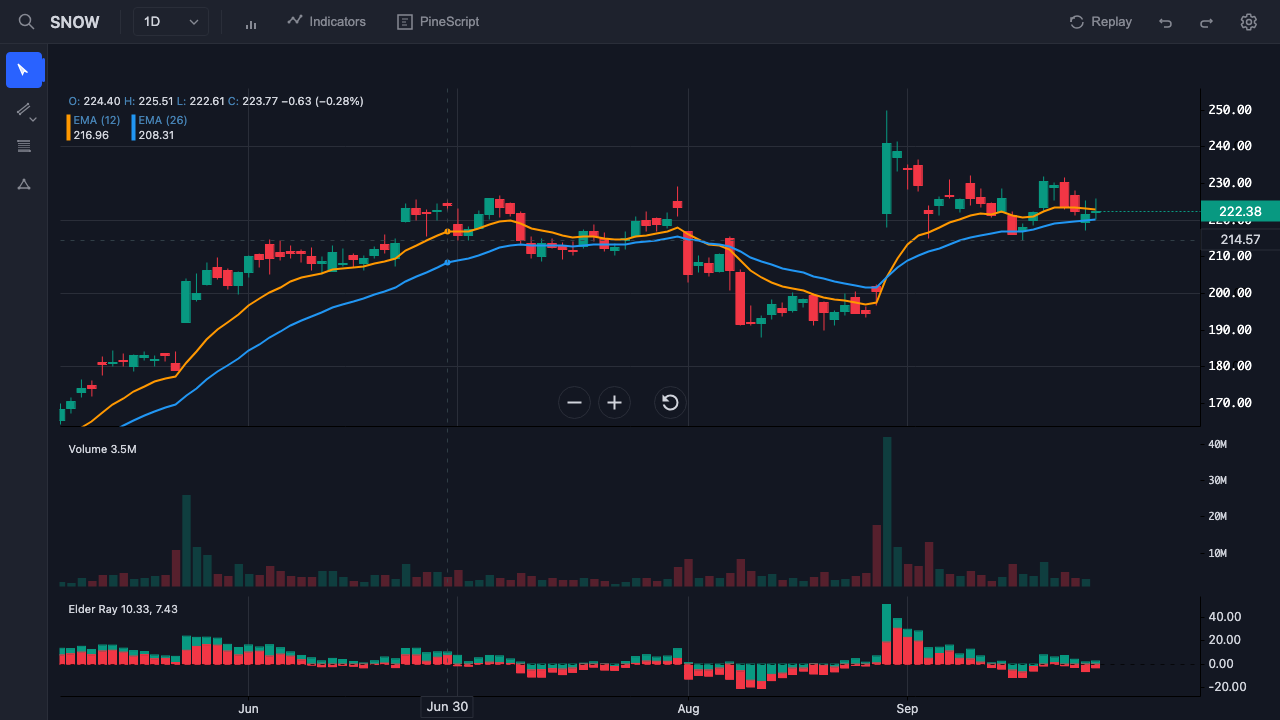 SNOW
1D
Indicators
PineScript
Replay
O: 224.40 H: 225.51 L: 222.61 C: 223.77 −0.63 (−0.28%)
EMA (12) EMA (26)
216.96 208.31
250.00
240.00
230.00
222.38
220.00
214.57
210.00
200.00
190.00
180.00
170.00
Volume 3.5M
40M
30M
20M
10M
Elder Ray 10.33, 7.43
40.00
20.00
0.00
−20.00
Jun Jun 30 Aug Sep